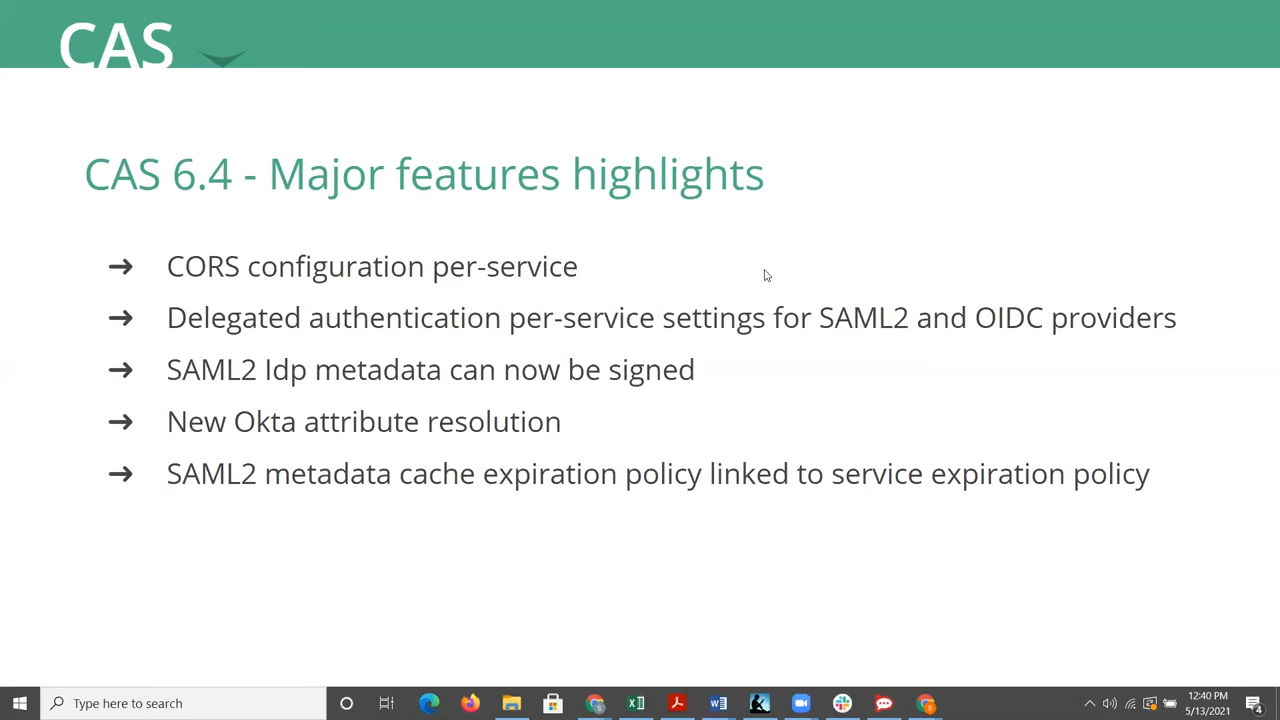 CAS
CAS 6.4 - Major features highlights
➔ CORS configuration per-service
➔ Delegated authentication per-service settings for SAML2 and OIDC providers
➔ SAML2 Idp metadata can now be signed
➔ New Okta attribute resolution
➔ SAML2 metadata cache expiration policy linked to service expiration policy
Type here to search
12:40 PM
5/13/2021
4